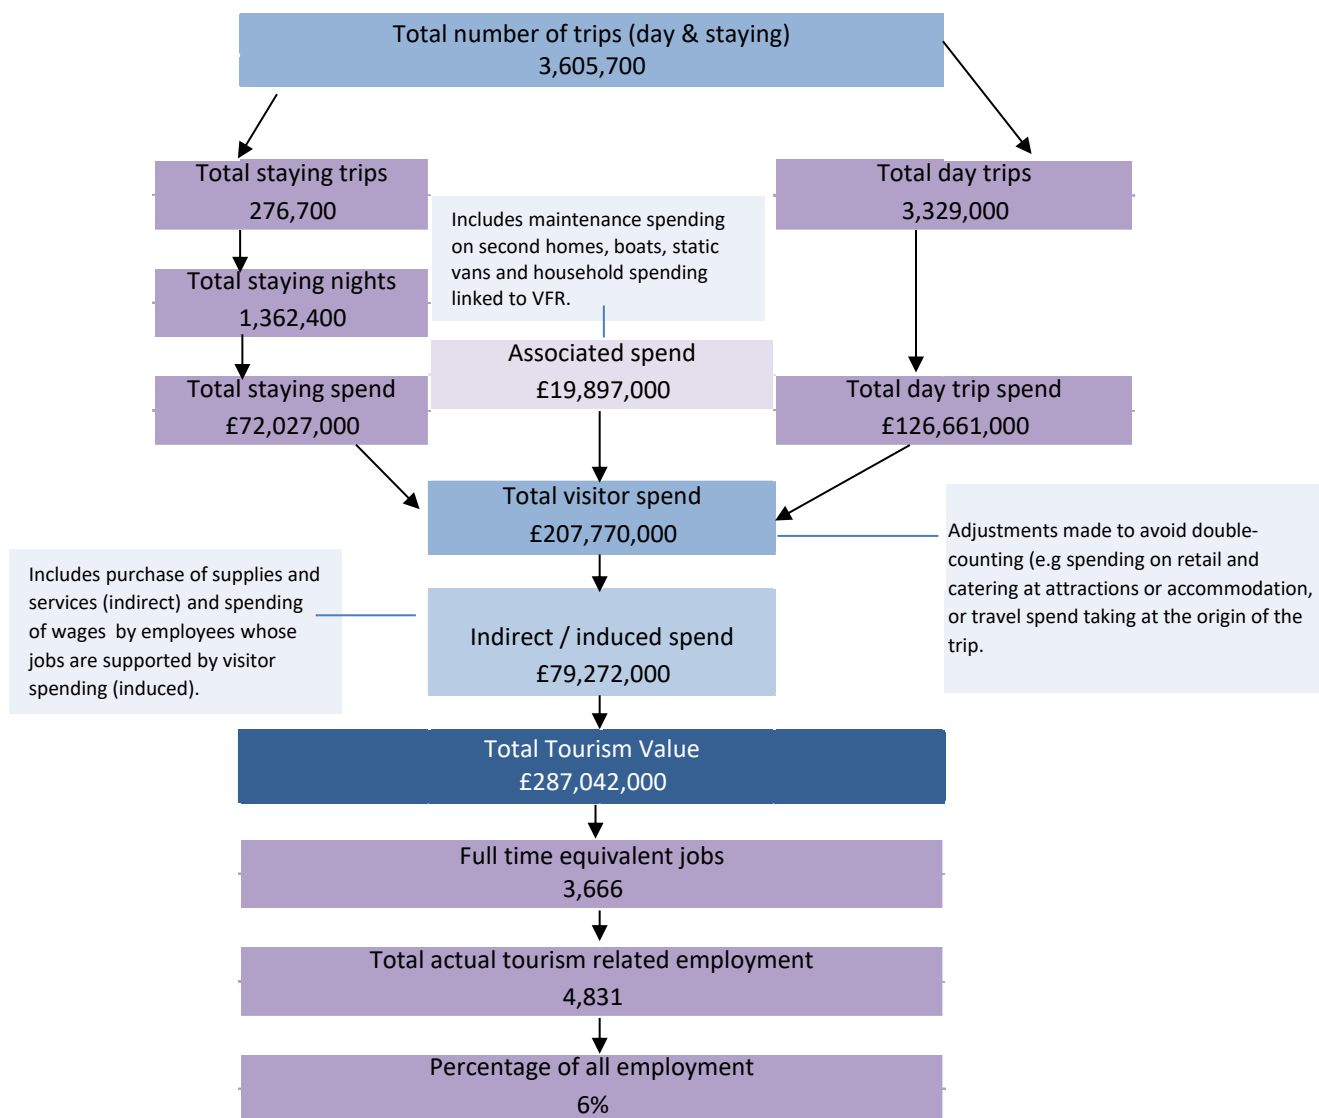 Total number of trips (day & staying)
3,605,700
Total staying trips
276,700
Total day trips
3,329,000
Includes maintenance spending
on second homes, boats, static
vans and household spending
linked to VFR.
Total staying nights
1,362,400
Associated spend
£19,897,000
Total staying spend
£72,027,000
Total day trip spend
£126,661,000
Total visitor spend
£207,770,000
Adjustments made to avoid double-
counting (e.g spending on retail and
catering at attractions or accommodation,
or travel spend taking at the origin of the
trip.
Includes purchase of supplies and
services (indirect) and spending
of wages by employees whose
jobs are supported by visitor
spending (induced).
Indirect / induced spend
£79,272,000
Total Tourism Value
£287,042,000
Full time equivalent jobs
3,666
Total actual tourism related employment
4,831
Percentage of all employment
6%